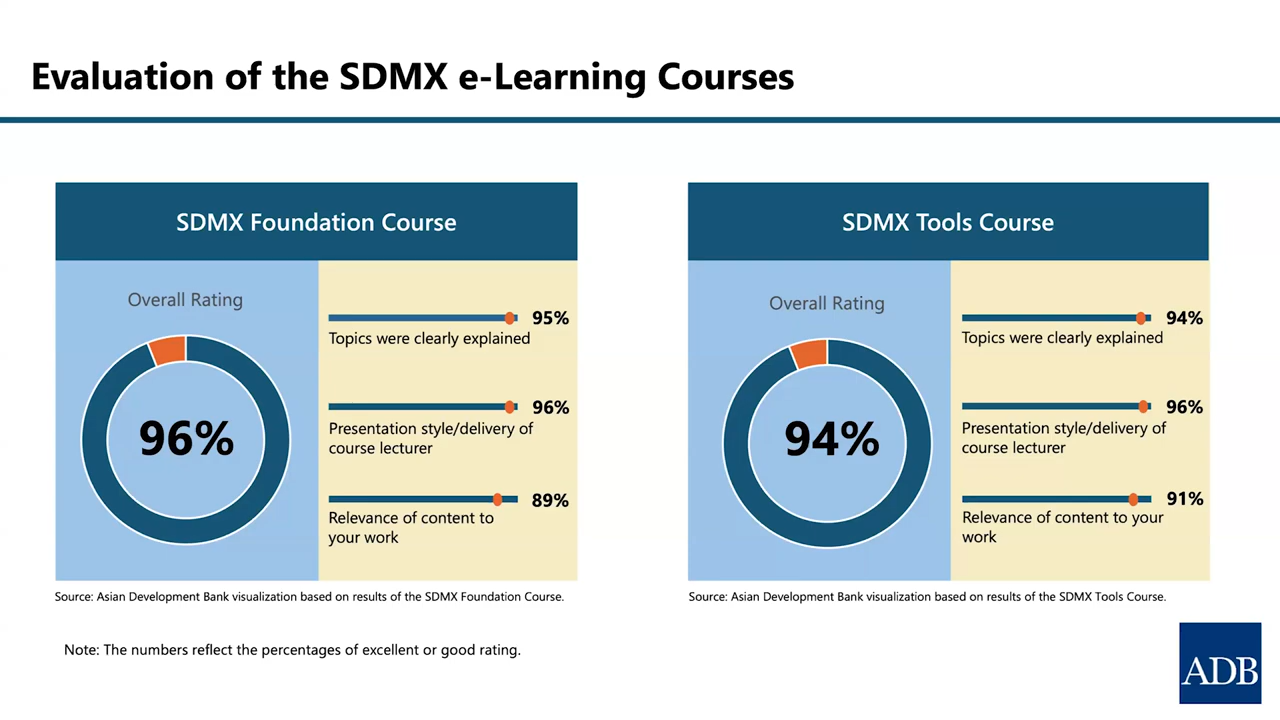 Evaluation of the SDMX e-Learning Courses
SDMX Foundation Course
Overall Rating
96%
95%
Topics were clearly explained
96%
Presentation style/delivery of
course lecturer
89%
Relevance of content to
your work
Source: Asian Development Bank visualization based on results of the SDMX Foundation Course.
SDMX Tools Course
Overall Rating
94%
94%
Topics were clearly explained
96%
Presentation style/delivery of
course lecturer
91%
Relevance of content to your
work
Source: Asian Development Bank visualization based on results of the SDMX Tools Course.
Note: The numbers reflect the percentages of excellent or good rating.
ADB